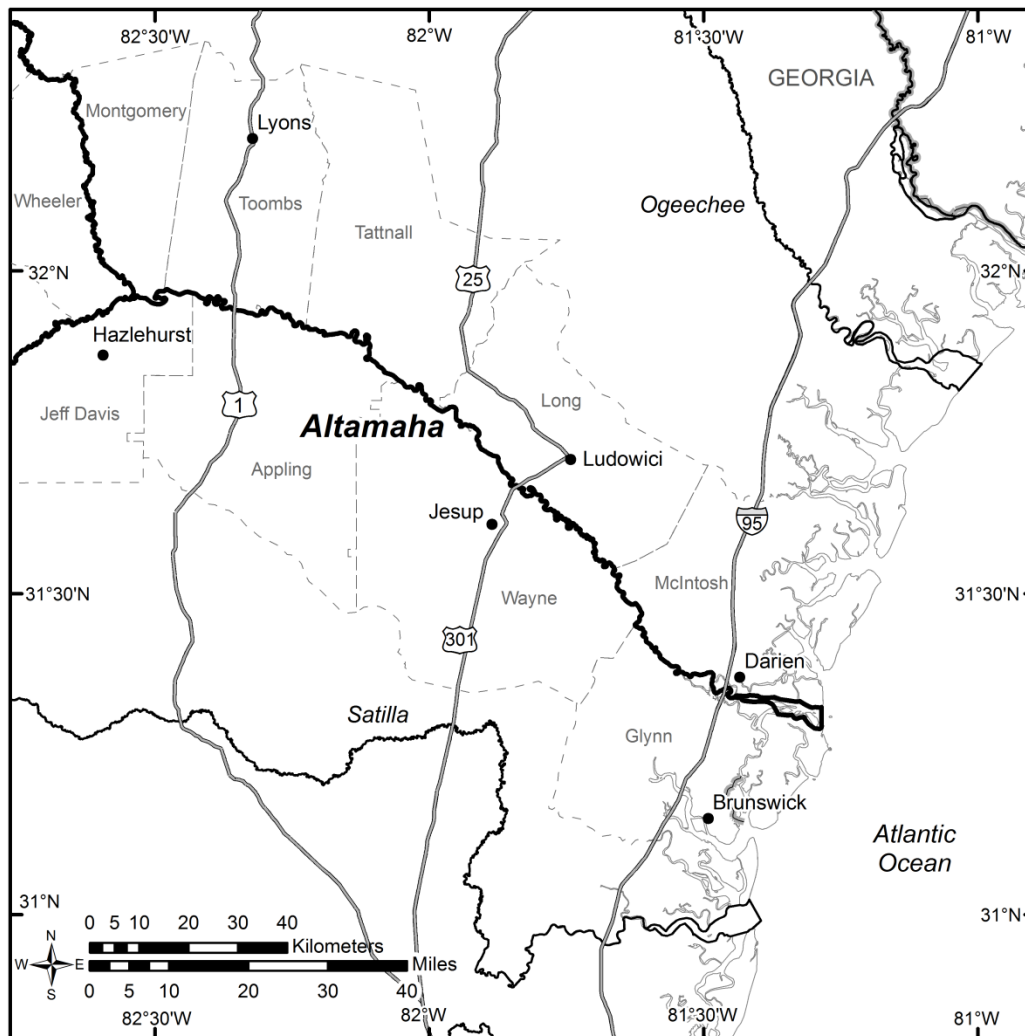 82°30'W
82°W
81°30'W
81°W
GEORGIA
Montgomery
Lyons
Wheeler
Toombs
Ogeechee
Tattnall
32°N
25
32°N
Hazlehurst
Jeff Davis
1
Altamaha
Long
Appling
Ludowici
Jesup
95
31°30'N
Wayne
McIntosh
31°30'N
301
Darien
Satilla
Glynn
Brunswick
Atlantic
Ocean
31°N
31°N
0 5 10 20 30 40
N
Kilometers
W E
Miles
S
0 5 10 20 30 40
82°30'W
82°W
81°30'W
81°W